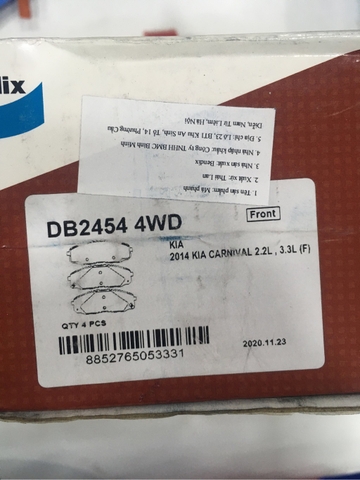 dix
1. Tên sản phẩm: Má phanh
2. Xuất xứ: Thái Lan
3. Nhà sản xuất: Bendix
4. Nhà nhập khẩu: Công ty TNHH BMC Bình Minh
5. Địa chỉ: Lô 23, BT1, Khu An Sinh, Tổ 14, Phường Cầu
Diễn, Nam Từ Liêm, Hà Nội
DB2454 4WD
Front
KIA
2014 KIA CARNIVAL 2.2L , 3.3L (F)
QTY 4 PCS
8852765053331
2020.11.23